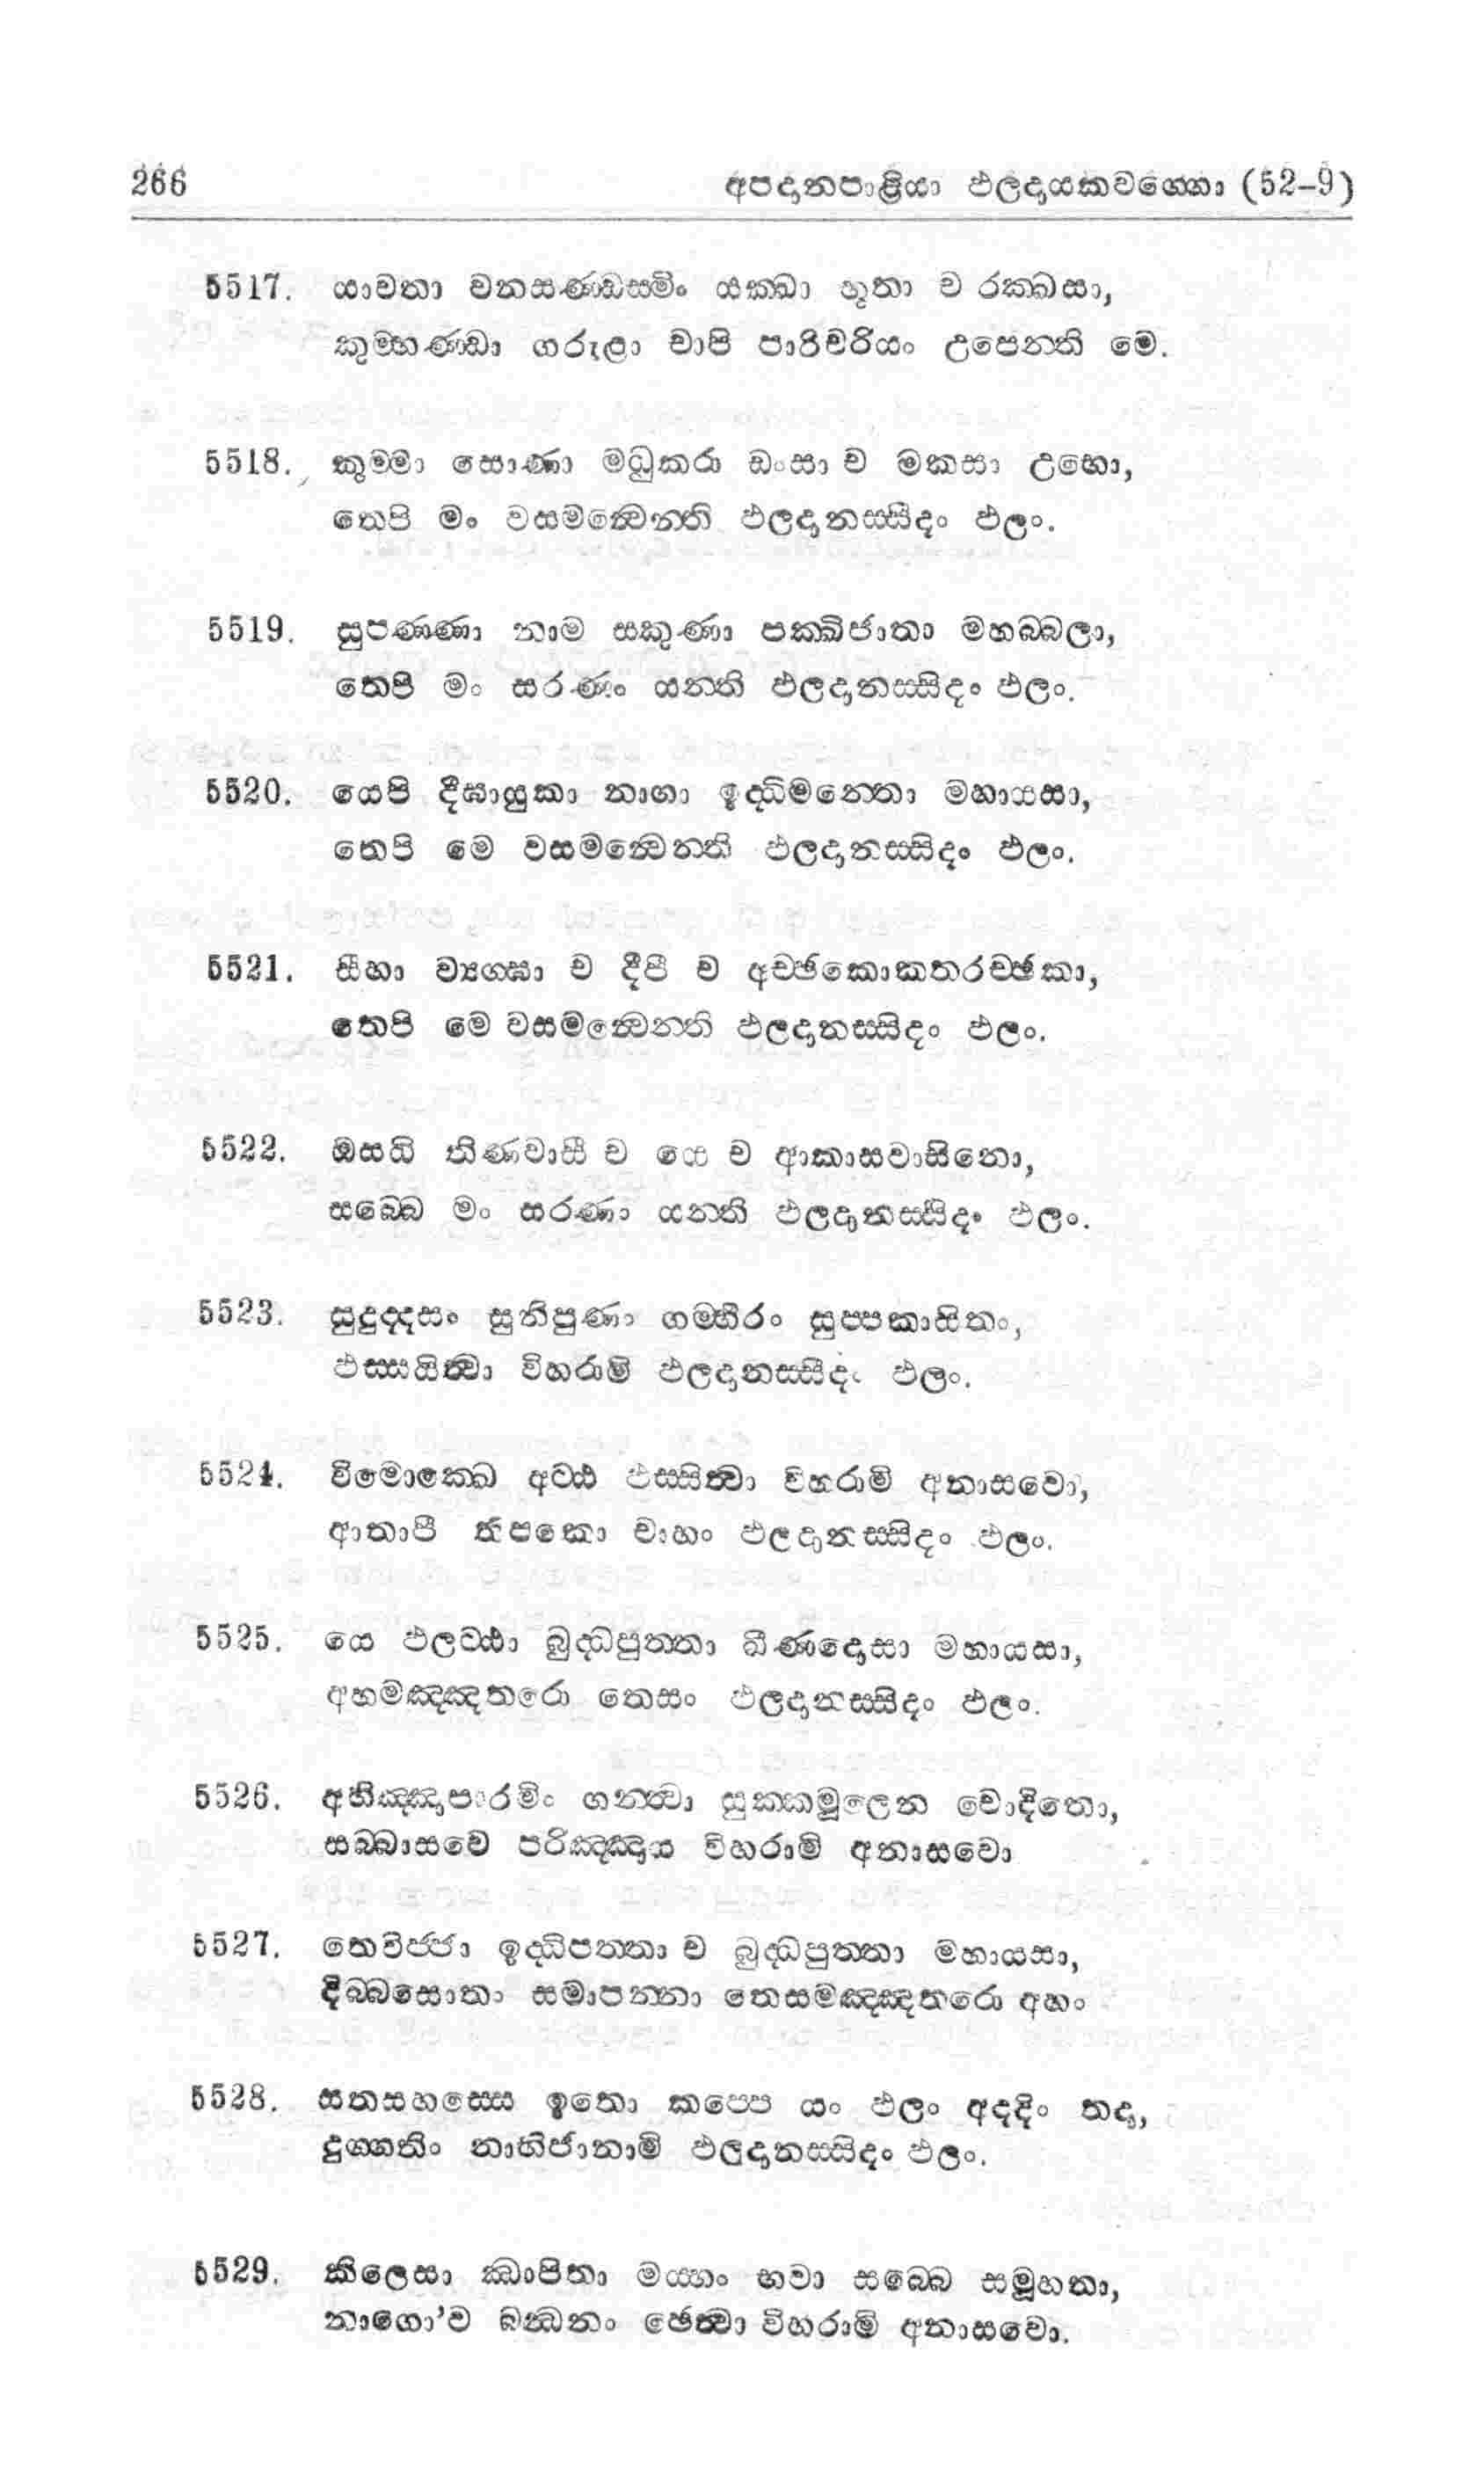 266 අපදානපාළියා ඵලදායකවග්ගො (52-9)
5517. යාවතා වනසණ්ඩස්මිං යක්ඛා භූතා ච රක්ඛසා,
කුම්භණ්ඩා ගරුළා චාපි පාරිචරියං උපෙන්ති මෙ.
5518. කුම්මා සොණා මධුකරා ඩංසා ච මකසා උභො,
තෙපි මං වසමන්වෙන්ති ඵලදානස්සිදං ඵලං.
5519. සුපණ්ණා නාම සකුණා පක්ඛිජාතා මහබ්බලා,
තෙපි මං සරණං යන්ති ඵලදානස්සිදං ඵලං.
5520. යෙපි දීඝායුකා නාගා ඉද්ධිමන්තො මහායසා,
තෙපි මෙ වසමන්වෙන්ති ඵලදානස්සිදං ඵලං.
5521. සීහා ව්‍යග්ඝා ච දීපී ච අච්ඡකොකතරච්ඡකා,
තෙපි මෙ වසමන්වෙන්ති ඵලදානස්සිදං ඵලං.
5522. ඔසධි තිණවාසී ච යෙ ච ආකාසවාසිනො,
සබ්බෙ මං සරණං යන්ති ඵලදානස්සිදං ඵලං.
5523. සුදුද්දසං සුනිපුණං ගම්භීරං සුප්පකාසිතං,
ඵස්සයිත්වා විහරාමි ඵලදානස්සිදං ඵලං.
5524. විමොක්ඛෙ අට්ඨ ඵස්සිත්වා විහරාමි අනාසවො,
ආතාපී නිපකො චාහං ඵලදානස්සිදං ඵලං.
5525. යෙ ඵලට්ඨා බුද්ධපුත්තා ඛීණදොසා මහායසා,
අහමඤ්ඤතරො තෙසං ඵලදානස්සිදං ඵලං.
5526. අභිඤ්ඤාපාරමිං ගන්ත්වා සුක්කමූලෙන චොදිතො,
සබ්බාසවෙ පරිඤ්ඤාය විහරාමි අනාසවො
5527. තෙවිජ්ජා ඉද්ධිපත්තා ච බුද්ධපුත්තා මහායසා,
දිබ්බසොතා සමාපන්නා තෙසමඤ්ඤතරො අහං
5528. සතසහස්සෙ ඉතො කප්පෙ යං ඵලං අදදිං තදා,
දුග්ගතිං නාභිජානාමි ඵලදානස්සිදං ඵලං.
5529. කිලෙසා ඣාපිතා මය්හං භවා සබ්බෙ සමූහතා,
නාගො'ව බන්ධනං ඡෙත්වා විහරාමි අනාසවො.